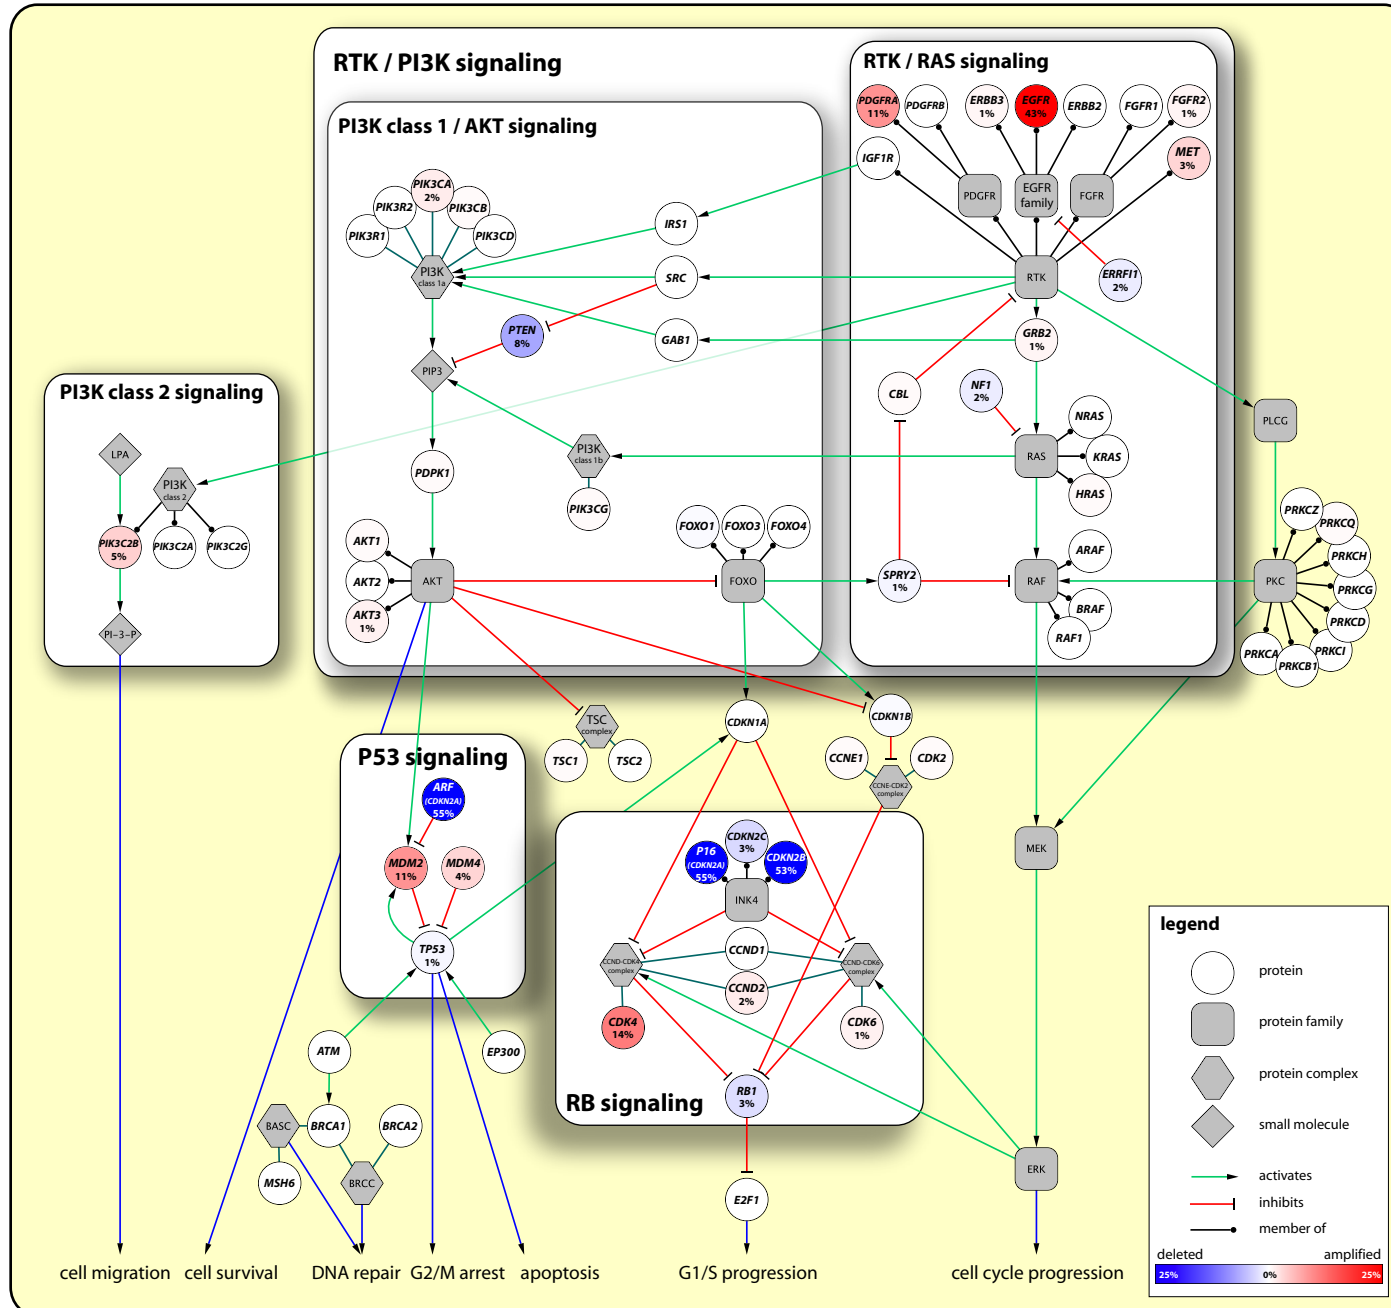 RTK / PI3K signaling
RTK / RAS signaling
PI3K class 1 / AKT signaling
PDGFRA
11%
PDGFRB
ERBB3
1%
EGFR
43%
ERBB2
FGFR1
FGFR2
1%
IGF1R
MET
3%
PDGFR
EGFR
family
FGFR
PIK3CA
2%
PIK3R2
PIK3CB
PIK3R1
PIK3CD
IRS1
PI3K
class 1a
SRC
RTK
ERRFI1
2%
PTEN
8%
GAB1
GRB2
1%
PIP3
CBL
NF1
2%
PI3K class 2 signaling
NRAS
PLCG
LPA
PI3K
class 1b
RAS
KRAS
PDPK1
PI3K
class 2
HRAS
PIK3CG
PRKCZ
PRKCQ
FOXO1
FOXO3
FOXO4
AKT1
PIK3C2B
5%
PIK3C2A
PIK3C2G
ARAF
PRKCH
AKT2
AKT
FOXO
SPRY2
1%
RAF
PKC
PRKCG
AKT3
1%
BRAF
PRKCD
RAF1
PI-3-P
PRKCA
PRKCB1
PRKCI
TSC
complex
CDKN1A
CDKN1B
TSC1
TSC2
CCNE1
CDK2
P53 signaling
CCNE-CDK2
complex
ARF
(CDKN2A)
55%
CDKN2C
3%
P16
(CDKN2A)
55%
CDKN2B
53%
MEK
MDM2
11%
MDM4
4%
INK4
legend
TP53
1%
CCND1
CCND-CDK4
complex
CCND-CDK6
complex
protein
CCND2
2%
CDK4
14%
CDK6
1%
protein family
ATM
EP300
protein complex
RB1
3%
RB signaling
BASC
BRCA1
BRCA2
small molecule
MSH6
BRCC
ERK
activates
E2F1
inhibits
member of
deleted
amplified
25%
0%
25%
cell migration
cell survival
DNA repair
G2/M arrest
apoptosis
G1/S progression
cell cycle progression